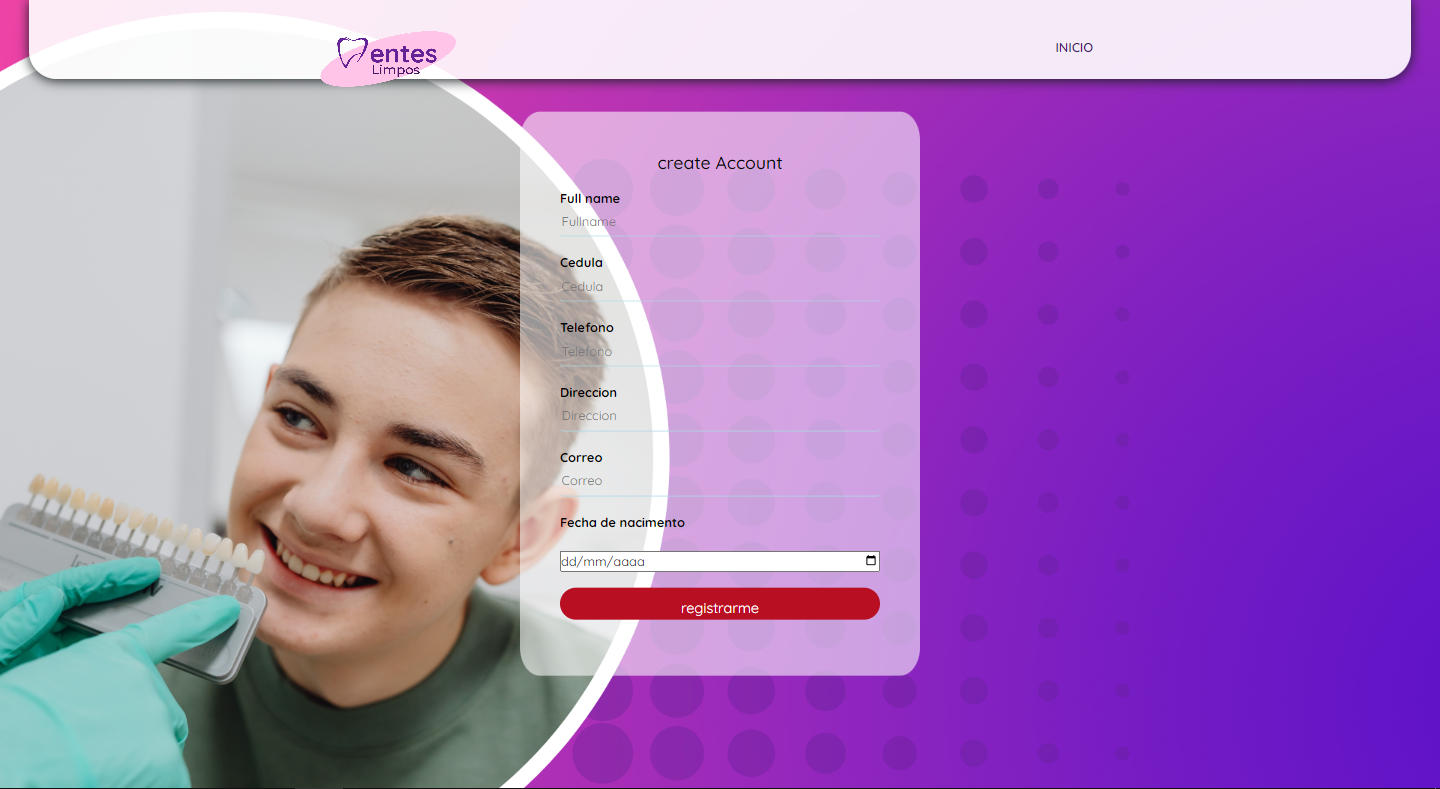 entes
Limpos
INICIO
create Account
Full name
Fullname
Cedula
Cedula
Telefono
Telefono
Direccion
Direccion
Correo
Correo
Fecha de nacimento
dd/mm/aaaa
registrarme